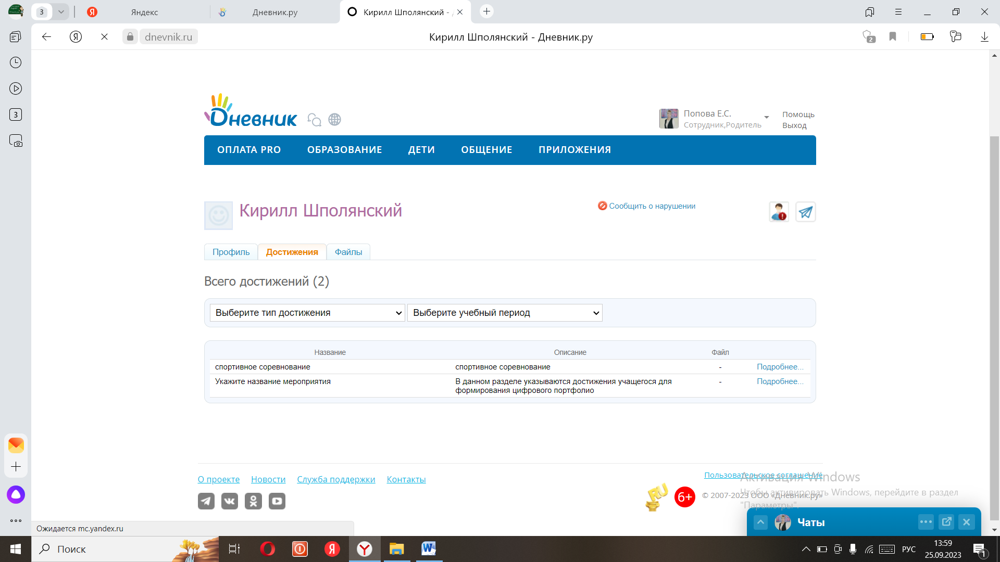 3
Яндекс
Дневник.ру
Кирилл Шполянский -
dnevnik.ru
Кирилл Шполянский - Дневник.ру
2
3
Дневник
Попова Е.С.
Сотрудник,Родитель
Помощь
Выход
ОПЛАТА PRO
ОБРАЗОВАНИЕ
ДЕТИ
ОБЩЕНИЕ
ПРИЛОЖЕНИЯ
Кирилл Шполянский
Сообщить о нарушении
Профиль
Достижения
Файлы
Всего достижений (2)
Выберите тип достижения
Выберите учебный период
Название
Описание
Файл
спортивное соревнование
спортивное соревнование
-
Подробнее...
Укажите название мероприятия
В данном разделе указываются достижения учащегося для
формирования цифрового портфолио
-
Подробнее...
О проекте
Новости
Служба поддержки
Контакты
Пользовательское соглашение
Активация Windows
Чтобы активировать Windows, перейдите в раздел
"Параметры".
RU
6+
© 2007-2023 ООО «Дневник.ру»
Чаты
Ожидается mc.yandex.ru
Поиск
РУС
13:59
25.09.2023
1